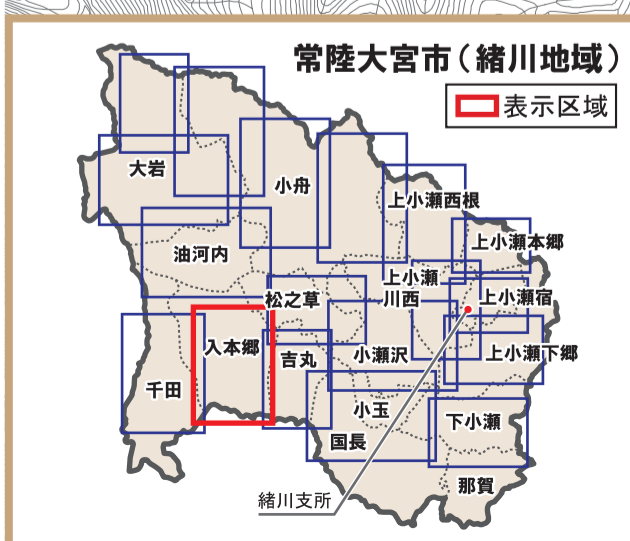 常陸大宮市（緒川地域）
表示区域
大岩
小舟
上小瀬西根
上小瀬本郷
油河内
上小瀬
川西
上小瀬宿
松之草
入本郷
吉丸
小瀬沢
上小瀬下郷
千田
小玉
下小瀬
国長
那賀
緒川支所